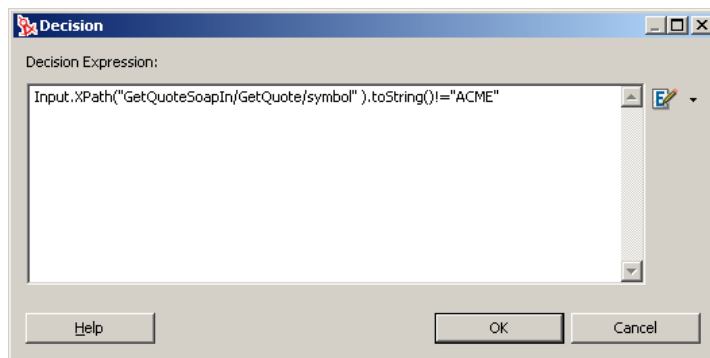 Decision
Decision Expression:
Input.XPath("GetQuoteSoapIn/GetQuote/symbol" ).toString()!="ACME"
E
Help
OK
Cancel